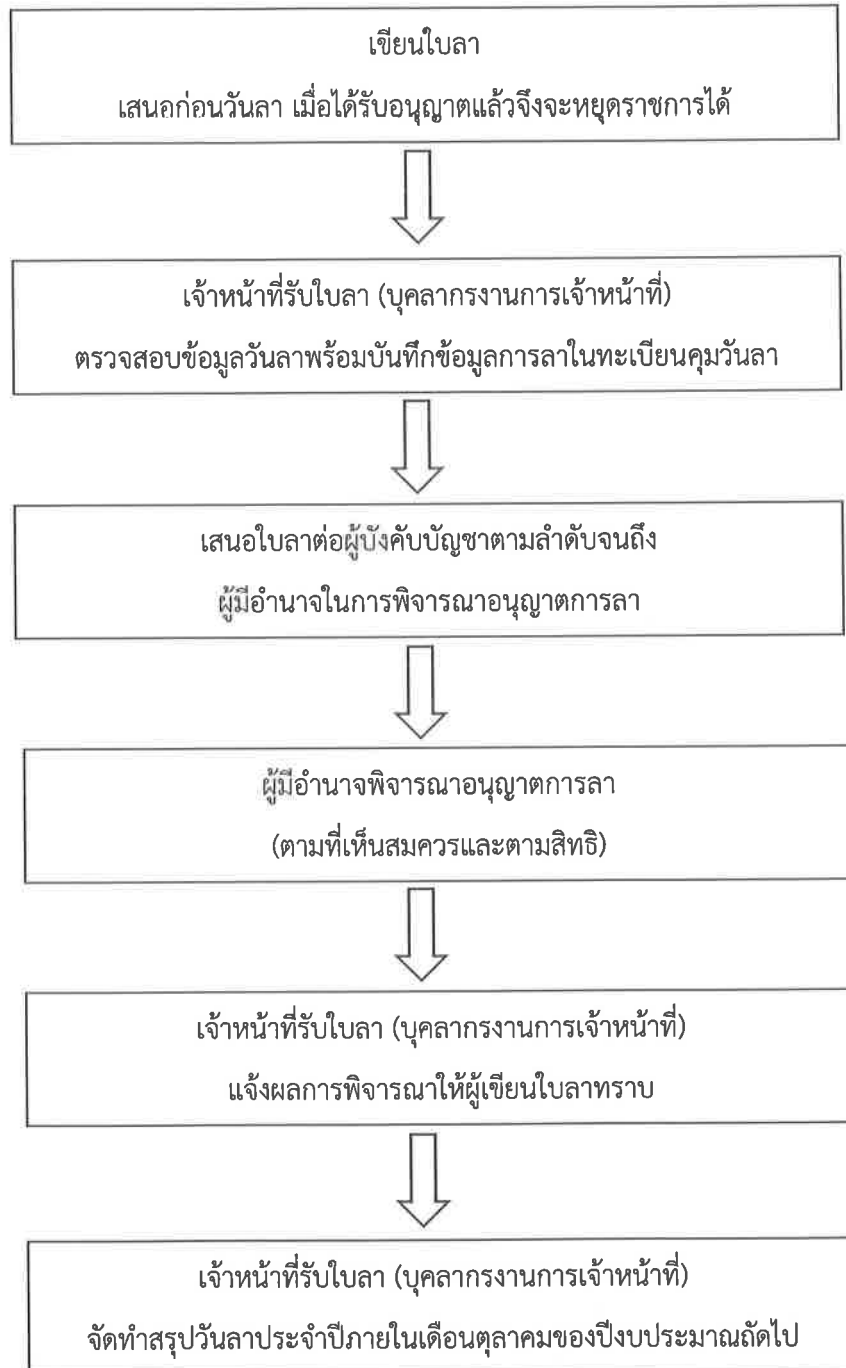 เขียนใบลา
เสนอก่อนวันลา เมื่อได้รับอนุญาตแล้วจึงจะหยุดราชการได้
เจ้าหน้าที่รับใบลา (บุคลากรงานการเจ้าหน้าที่)
ตรวจสอบข้อมูลวันลาพร้อมบันทึกข้อมูลการลาในทะเบียนคุมวันลา
เสนอใบลาต่อผู้บังคับบัญชาตามลำดับจนถึง
ผู้มีอำนาจในการพิจารณาอนุญาตการลา
ผู้มีอำนาจพิจารณาอนุญาตการลา
(ตามที่เห็นสมควรและตามสิทธิ)
เจ้าหน้าที่รับใบลา (บุคลากรงานการเจ้าหน้าที่)
แจ้งผลการพิจารณาให้ผู้เขียนใบลาทราบ
เจ้าหน้าที่รับใบลา (บุคลากรงานการเจ้าหน้าที่)
จัดทำสรุปวันลาประจำปีภายในเดือนตุลาคมของปีงบประมาณถัดไป